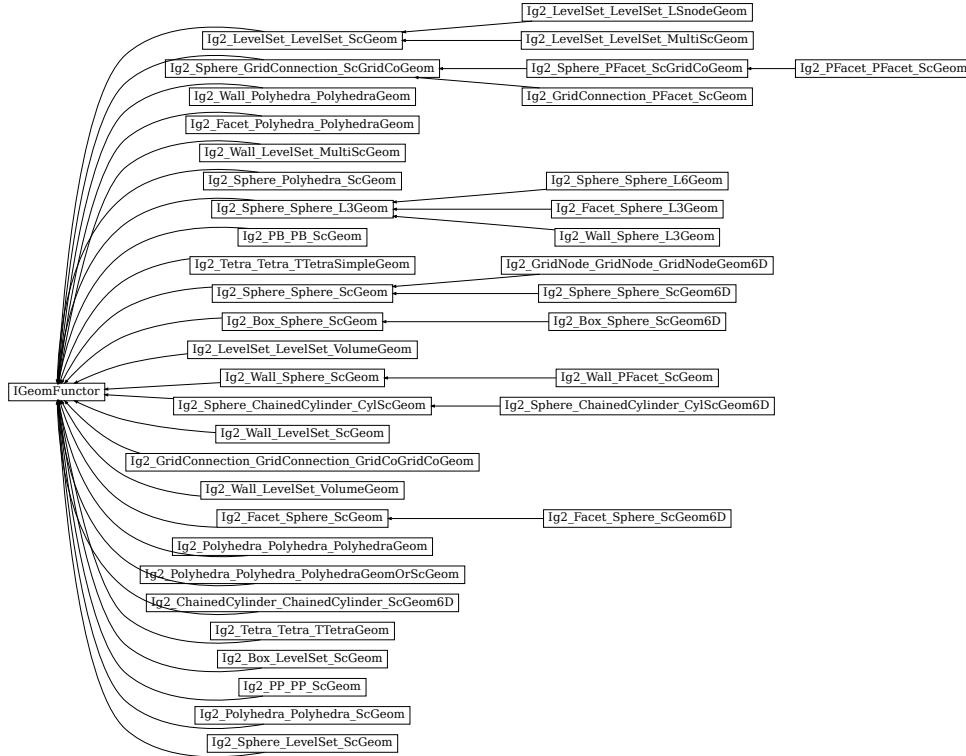 Ig2_LevelSet_LevelSet_LSnodeGeom
Ig2_LevelSet_LevelSet_ScGeom
Ig2_LevelSet_LevelSet_MultiScGeom
Ig2_Sphere_GridConnection_ScGridCoGeom
Ig2_Sphere_PFacet_ScGridCoGeom
Ig2_PFacet_PFacet_ScGeom
Ig2_Wall_Polyhedra_PolyhedraGeom
Ig2_GridConnection_PFacet_ScGeom
Ig2_Facet_Polyhedra_PolyhedraGeom
Ig2_Wall_LevelSet_MultiScGeom
Ig2_Sphere_Polyhedra_ScGeom
Ig2_Sphere_Sphere_L6Geom
Ig2_Sphere_Sphere_L3Geom
Ig2_Facet_Sphere_L3Geom
Ig2_PB_PB_ScGeom
Ig2_Wall_Sphere_L3Geom
Ig2_Tetra_Tetra_TTetraSimpleGeom
Ig2_GridNode_GridNode_GridNodeGeom6D
Ig2_Sphere_Sphere_ScGeom
Ig2_Sphere_Sphere_ScGeom6D
Ig2_Box_Sphere_ScGeom
Ig2_Box_Sphere_ScGeom6D
Ig2_LevelSet_LevelSet_VolumeGeom
Ig2_Wall_Sphere_ScGeom
Ig2_Wall_PFacet_ScGeom
IGeomFunctor
Ig2_Sphere_ChainedCylinder_CylScGeom
Ig2_Sphere_ChainedCylinder_CylScGeom6D
Ig2_Wall_LevelSet_ScGeom
Ig2_GridConnection_GridConnection_GridCoGridCoGeom
Ig2_Wall_LevelSet_VolumeGeom
Ig2_Facet_Sphere_ScGeom
Ig2_Facet_Sphere_ScGeom6D
Ig2_Polyhedra_Polyhedra_PolyhedraGeom
Ig2_Polyhedra_Polyhedra_PolyhedraGeomOrScGeom
Ig2_ChainedCylinder_ChainedCylinder_ScGeom6D
Ig2_Tetra_Tetra_TTetraGeom
Ig2_Box_LevelSet_ScGeom
Ig2_PP_PP_ScGeom
Ig2_Polyhedra_Polyhedra_ScGeom
Ig2_Sphere_LevelSet_ScGeom